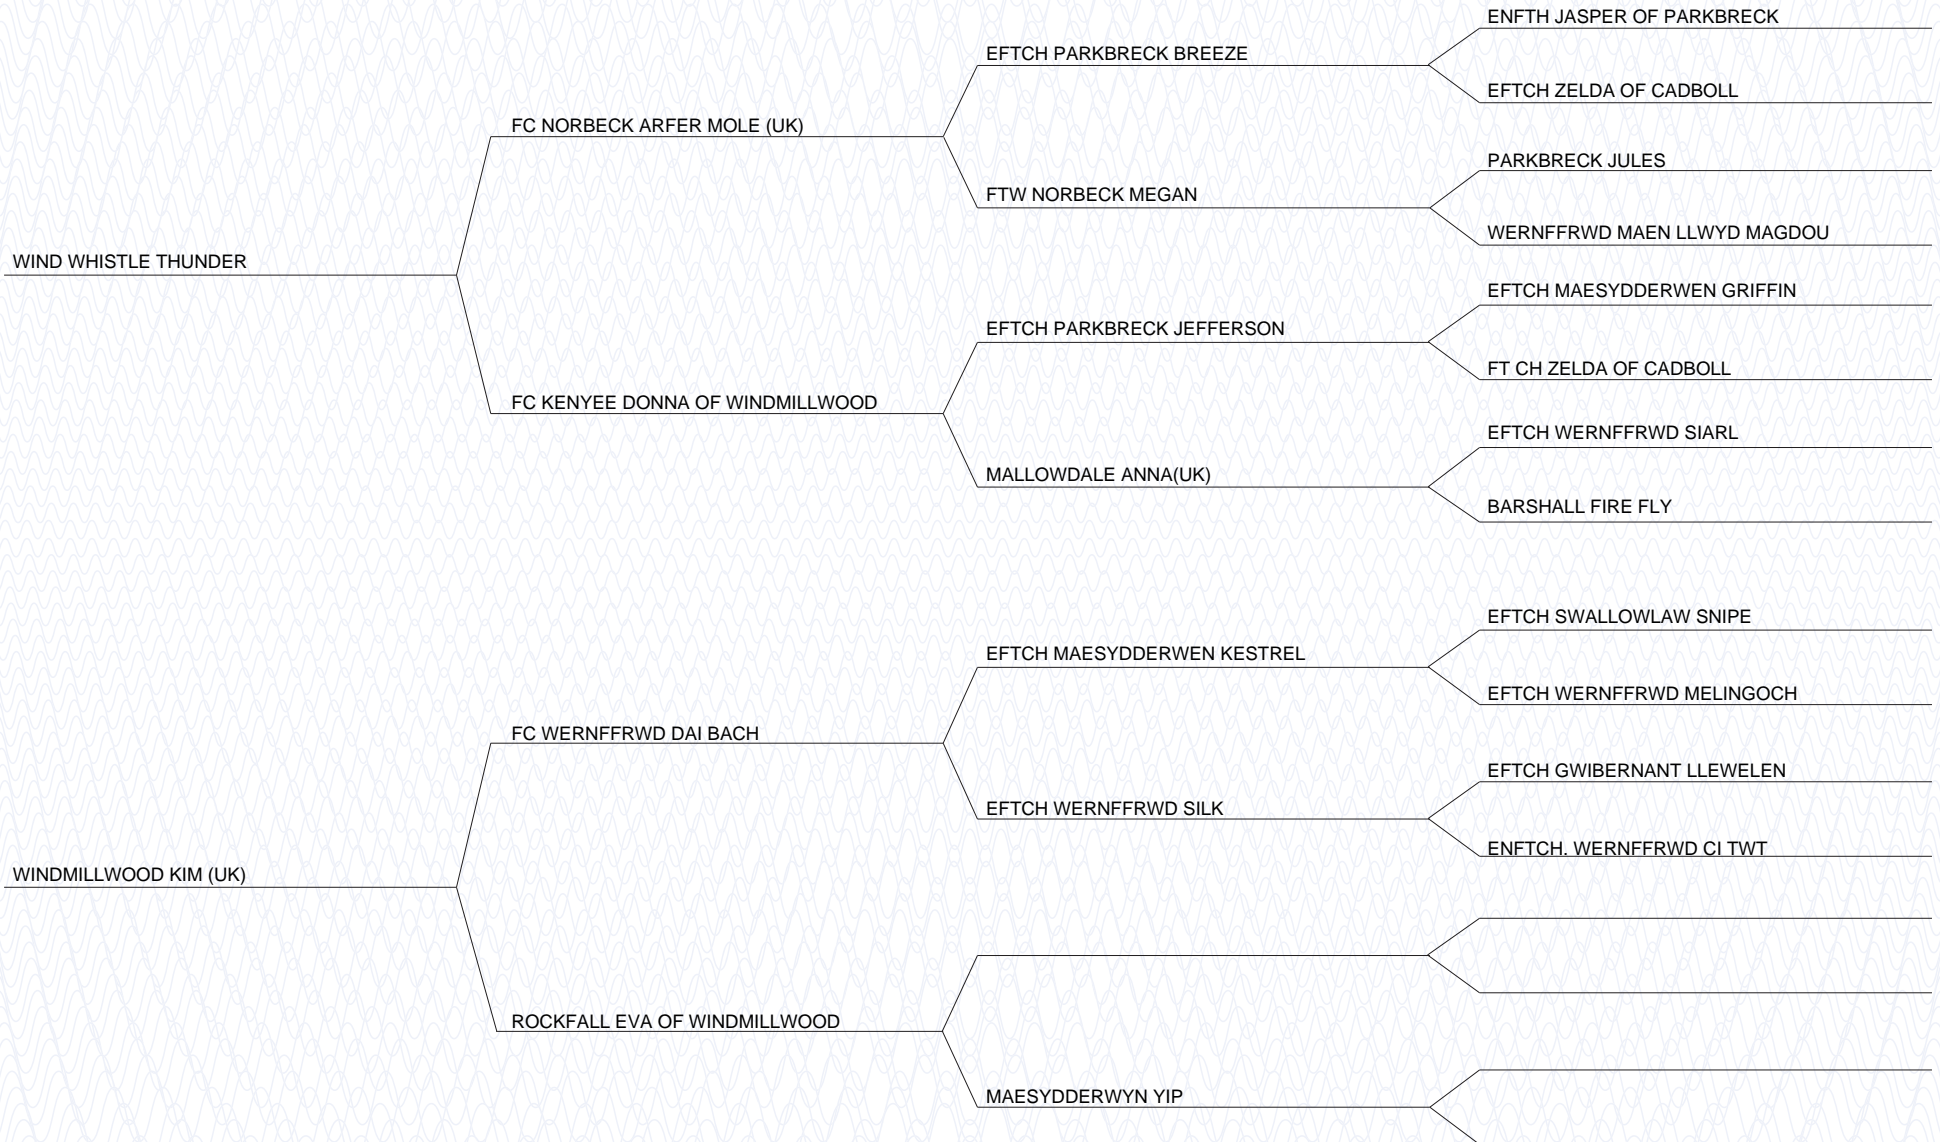 ENFTH JASPER OF PARKBRECK
EFTCH PARKBRECK BREEZE
EFTCH ZELDA OF CADBOLL
FC NORBECK ARFER MOLE (UK)
PARKBRECK JULES
FTW NORBECK MEGAN
WERNFFRWD MAEN LLWYD MAGDOU
WIND WHISTLE THUNDER
EFTCH MAESYDDERWEN GRIFFIN
EFTCH PARKBRECK JEFFERSON
FT CH ZELDA OF CADBOLL
FC KENYEE DONNA OF WINDMILLWOOD
EFTCH WERNFFRWD SIARL
MALLOWDALE ANNA(UK)
BARSHALL FIRE FLY
EFTCH SWALLOWLAW SNIPE
EFTCH MAESYDDERWEN KESTREL
EFTCH WERNFFRWD MELINGOCH
FC WERNFFRWD DAI BACH
EFTCH GWIBERNANT LLEWELEN
EFTCH WERNFFRWD SILK
ENFTCH. WERNFFRWD CI TWT
WINDMILLWOOD KIM (UK)
ROCKFALL EVA OF WINDMILLWOOD
MAESYDDERWYN YIP